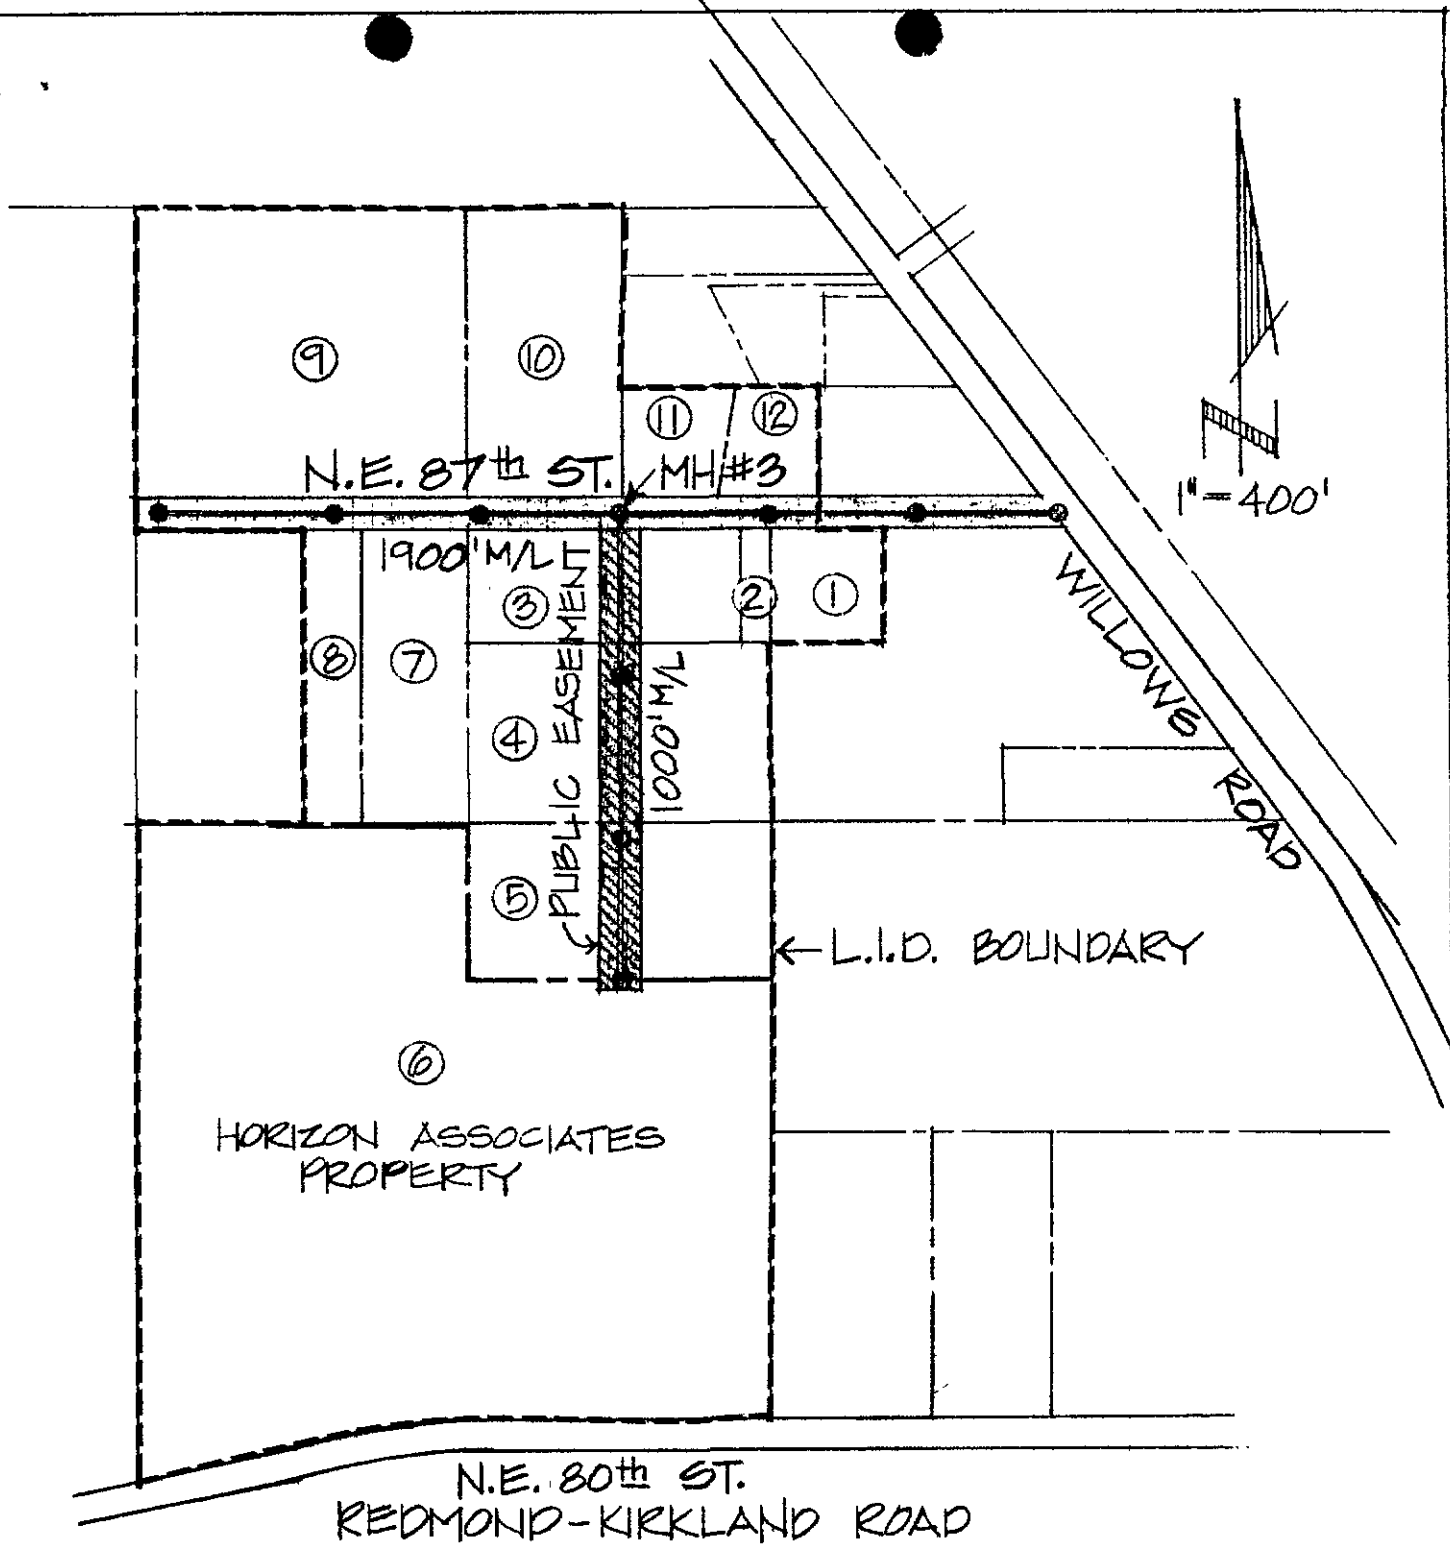 9
10
11
12
N.E. 87th ST.
MH #3
1"=400'
1900' M/L
3
2
1
8
7
4
PUBLIC EASEMENT
1000' M/L
WILLOWS ROAD
5
L.I.D. BOUNDARY
6
HORIZON ASSOCIATES
PROPERTY
N.E. 80th ST.
REDMOND-KIRKLAND ROAD